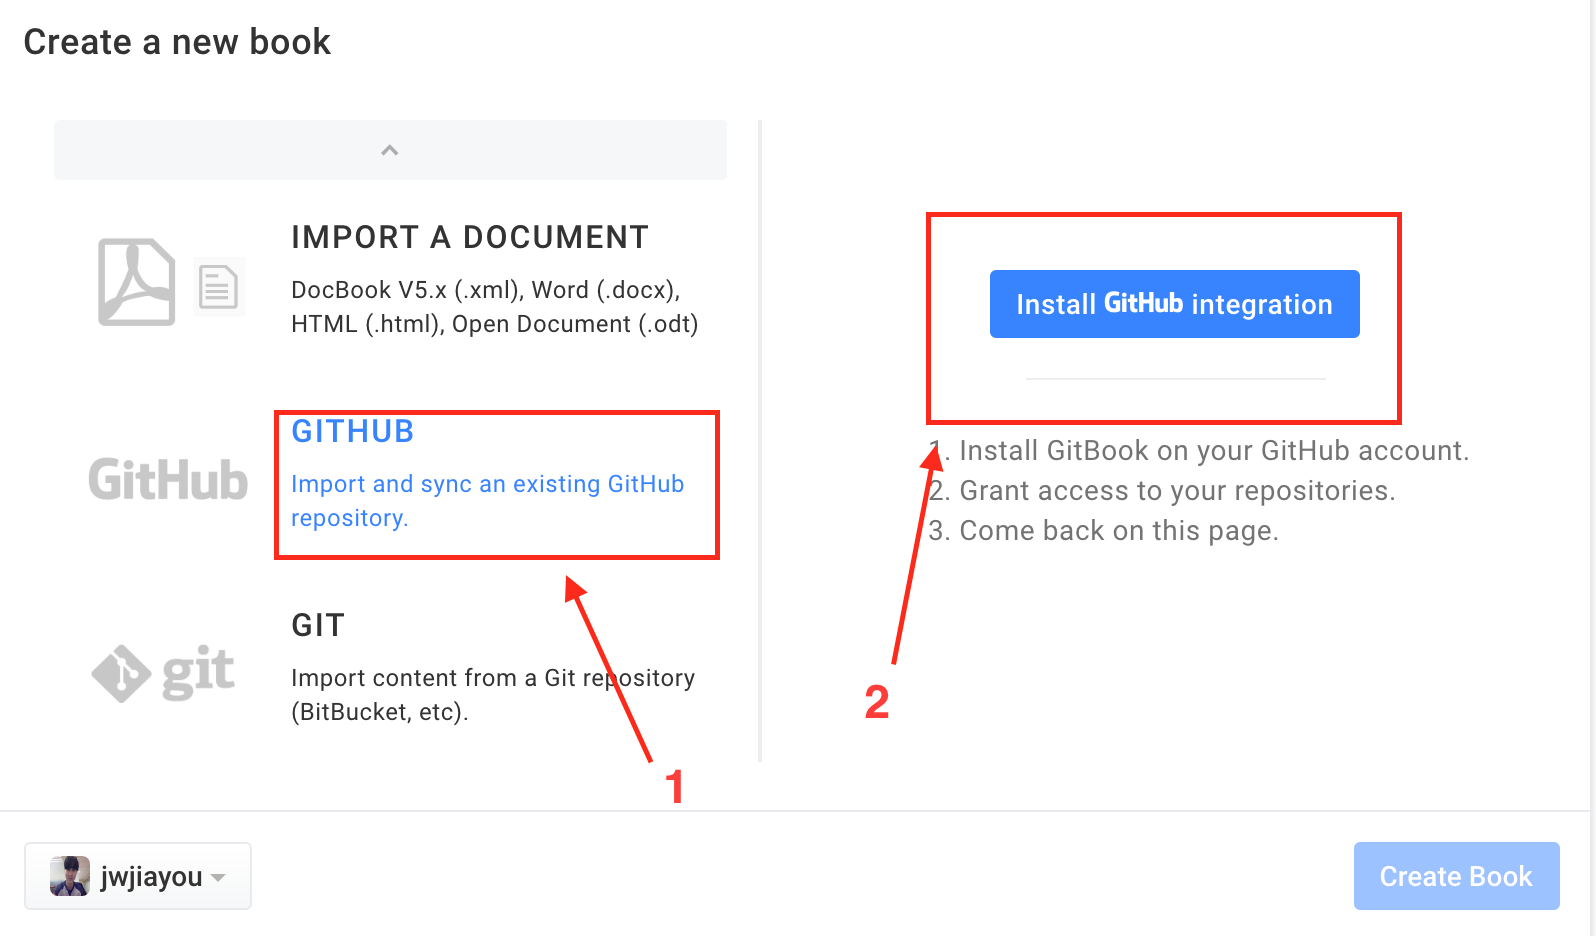 Create a new book
IMPORT A DOCUMENT
DocBook V5.x (.xml), Word (.docx),
HTML (.html), Open Document (.odt)
GitHub
GITHUB
Import and sync an existing GitHub
repository.
git
GIT
Import content from a Git repository
(BitBucket, etc).
1
Install GitHub integration
1. Install GitBook on your GitHub account.
2. Grant access to your repositories.
3. Come back on this page.
2
jwjiayou
Create Book